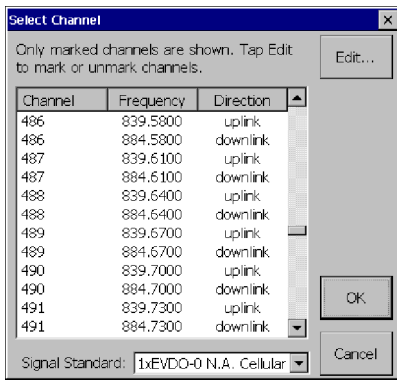 Select Channel
Only marked channels are shown. Tap Edit
to mark or unmark channels.
Edit...
Channel Frequency Direction
486 839.5800 uplink
486 884.5800 downlink
487 839.6100 uplink
487 884.6100 downlink
488 839.6400 uplink
488 884.6400 downlink
489 839.6700 uplink
489 884.6700 downlink
490 839.7000 uplink
490 884.7000 downlink
491 839.7300 uplink
491 884.7300 downlink
OK
Signal Standard: 1xEVDO-0 N.A. Cellular
Cancel